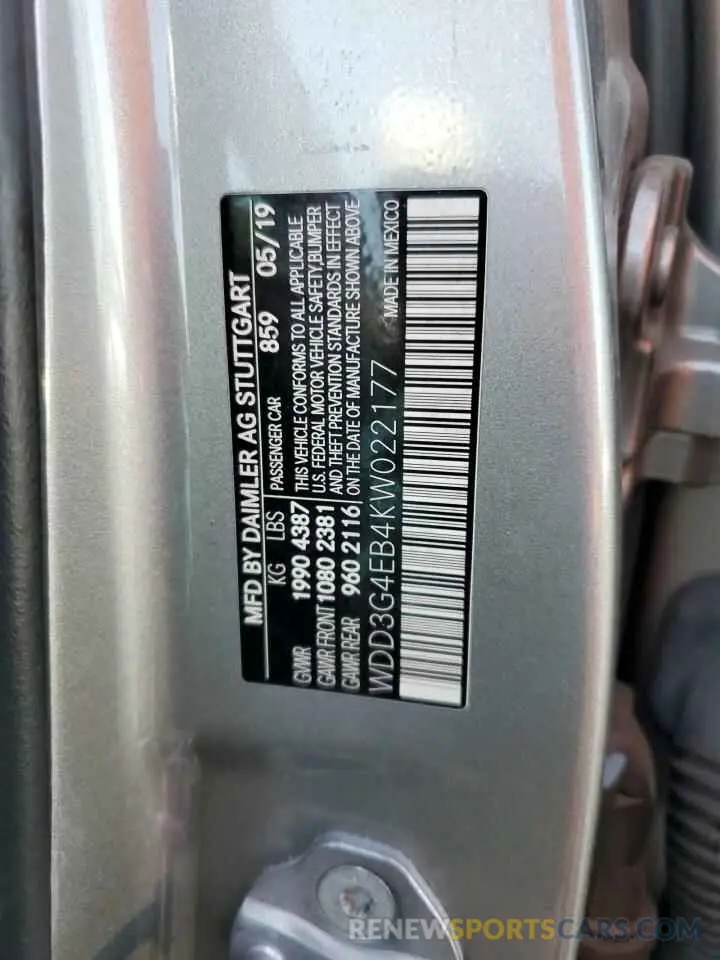 MFD BY DAIMLER AG STUTTGART
KG LBS PASSENGER CAR 859 05/19
GVWR 1990 4387 THIS VEHICLE CONFORMS TO ALL APPLICABLE
GAWR FRONT 1080 2381 U.S. FEDERAL MOTOR VEHICLE SAFETY, BUMPER
GAWR REAR 960 2116 AND THEFT PREVENTION STANDARDS IN EFFECT
ON THE DATE OF MANUFACTURE SHOWN ABOVE
WDD3G4EB4KW022177 MADE IN MEXICO
RENEWSPORTSCARS.COM